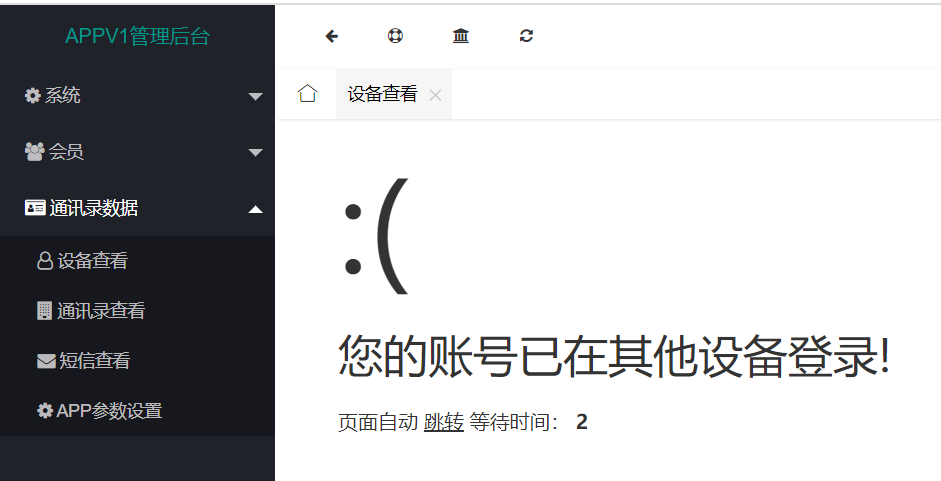 APPV1管理后台
系统
会员
通讯录数据
设备查看
通讯录查看
短信查看
APP参数设置
设备查看
:(
您的账号已在其他设备登录!
页面自动 跳转 等待时间： 2